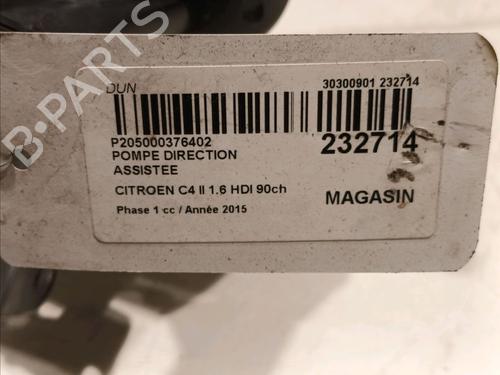 DUN
30300901 232714
P205000376402
POMPE DIRECTION
ASSISTEE
232714
CITROEN C4 II 1.6 HDI 90ch
MAGASIN
Phase 1 cc / Année 2015
B-PARTS